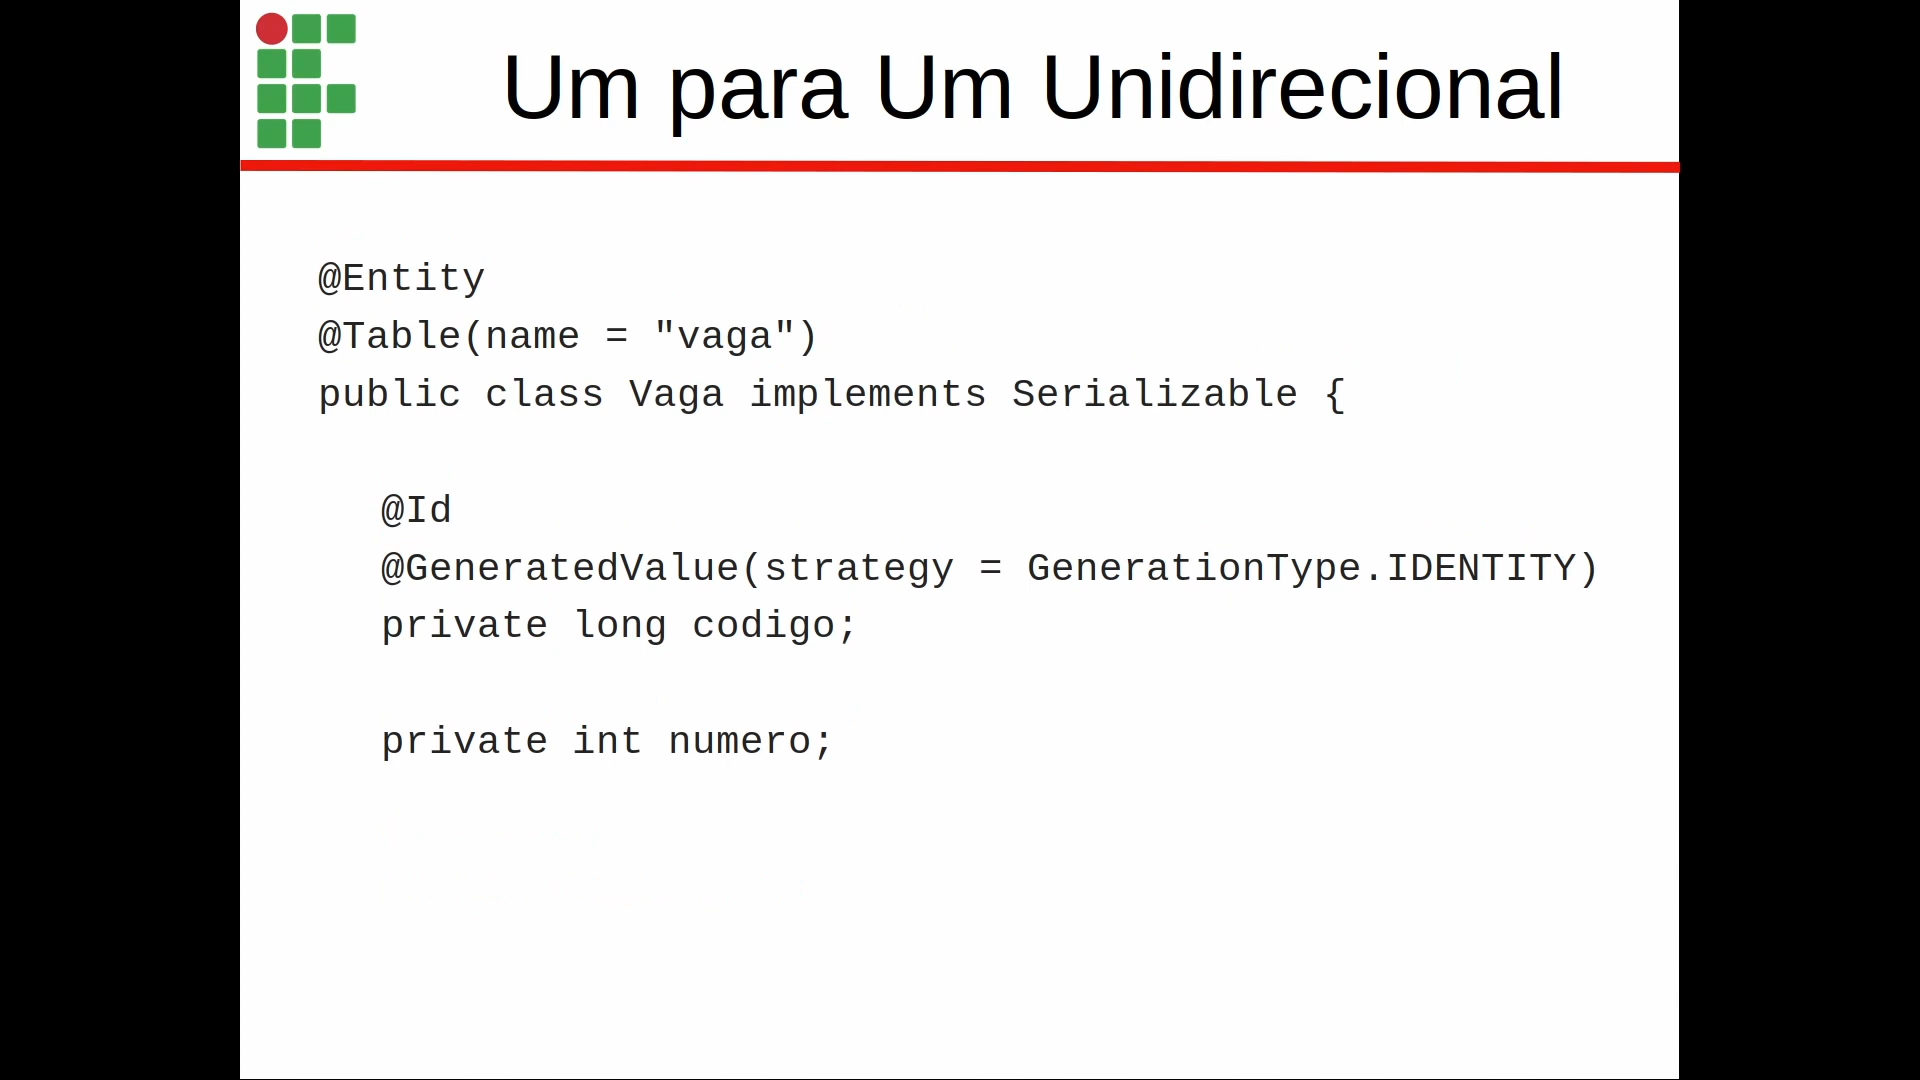 Um para Um Unidirecional
@Entity
@Table(name = "vaga")
public class Vaga implements Serializable {
@Id
@GeneratedValue(strategy = GenerationType.IDENTITY)
private long codigo;
private int numero;